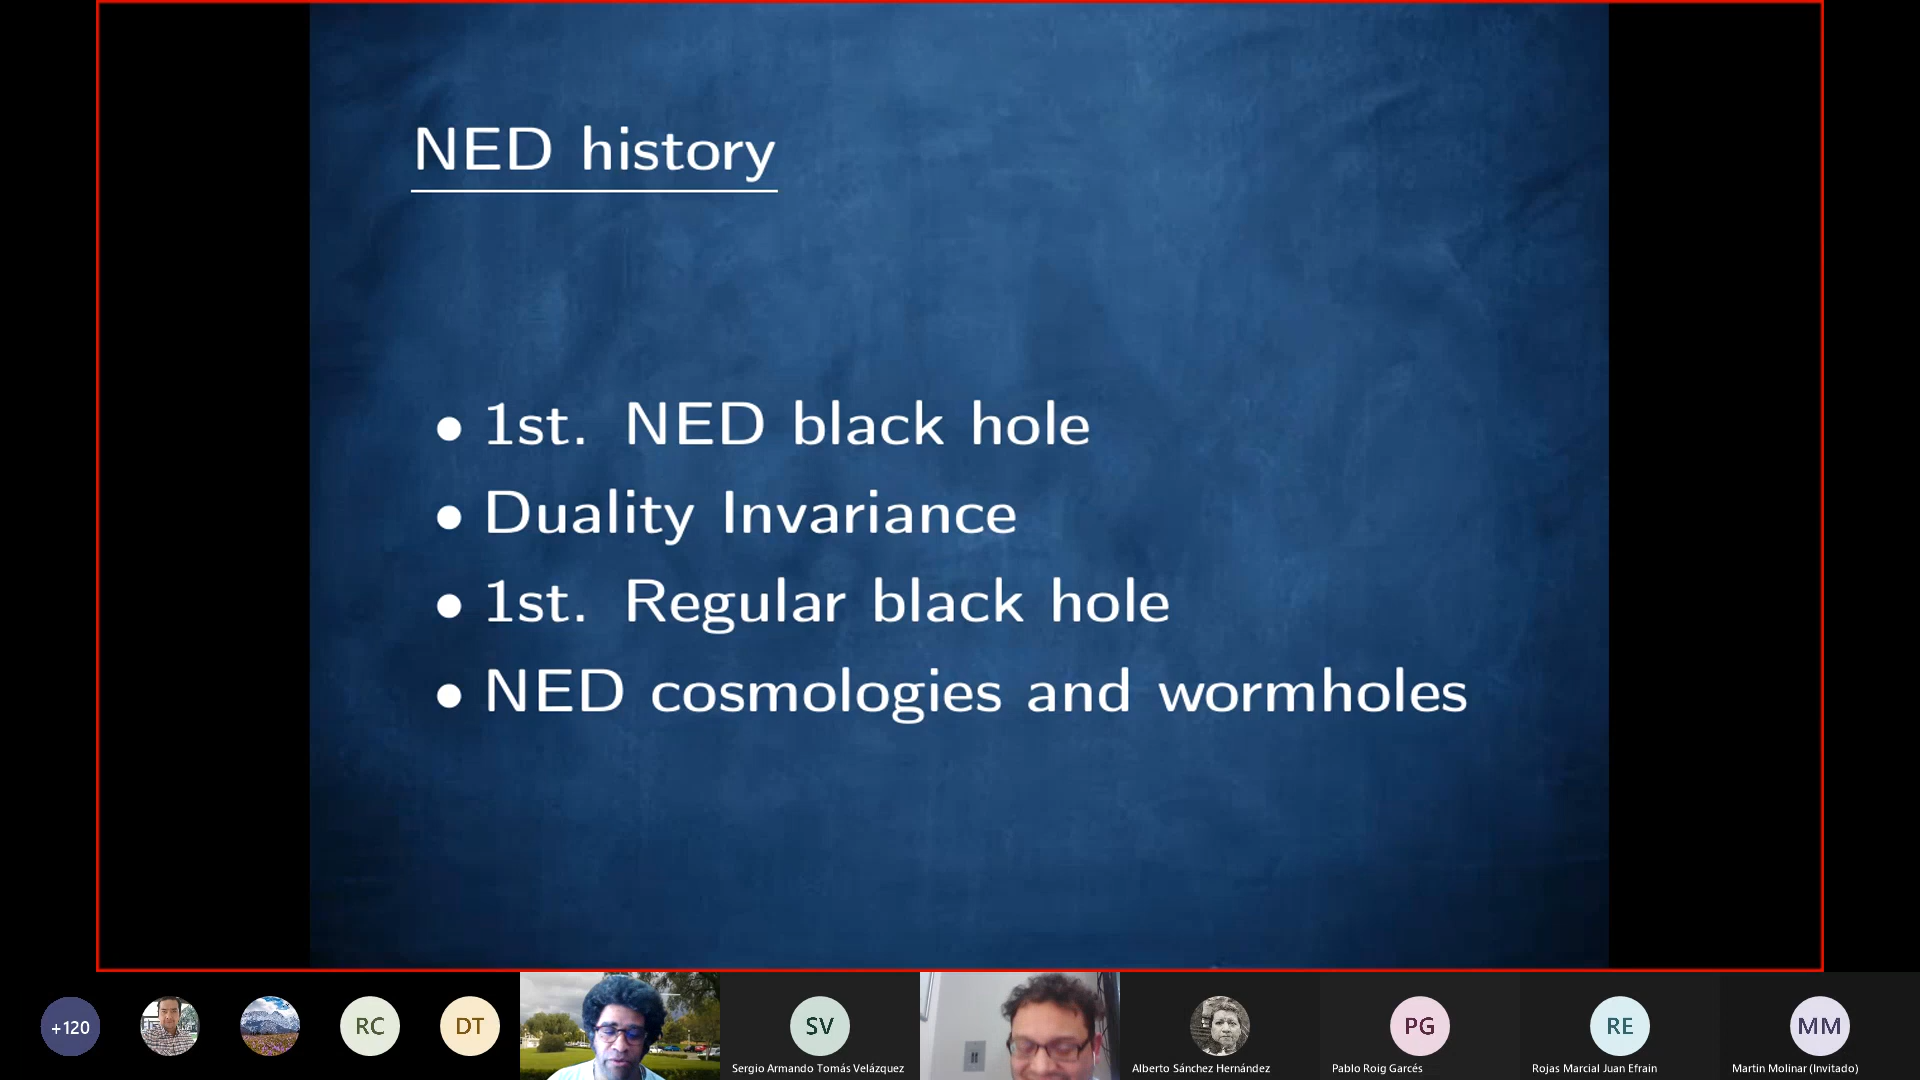 NED history
• 1st. NED black hole
• Duality Invariance
• 1st. Regular black hole
• NED cosmologies and wormholes
+120
RC
DT
SV
Sergio Armando Tomás Velázquez
Alberto Sánchez Hernández
PG
Pablo Roig Garcés
RE
Rojas Marcial Juan Efrain
MM
Martin Molinar (Invitado)